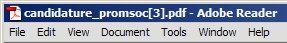 candidature_promsoc[3].pdf - Adobe Reader
File Edit View Document Tools Window Help